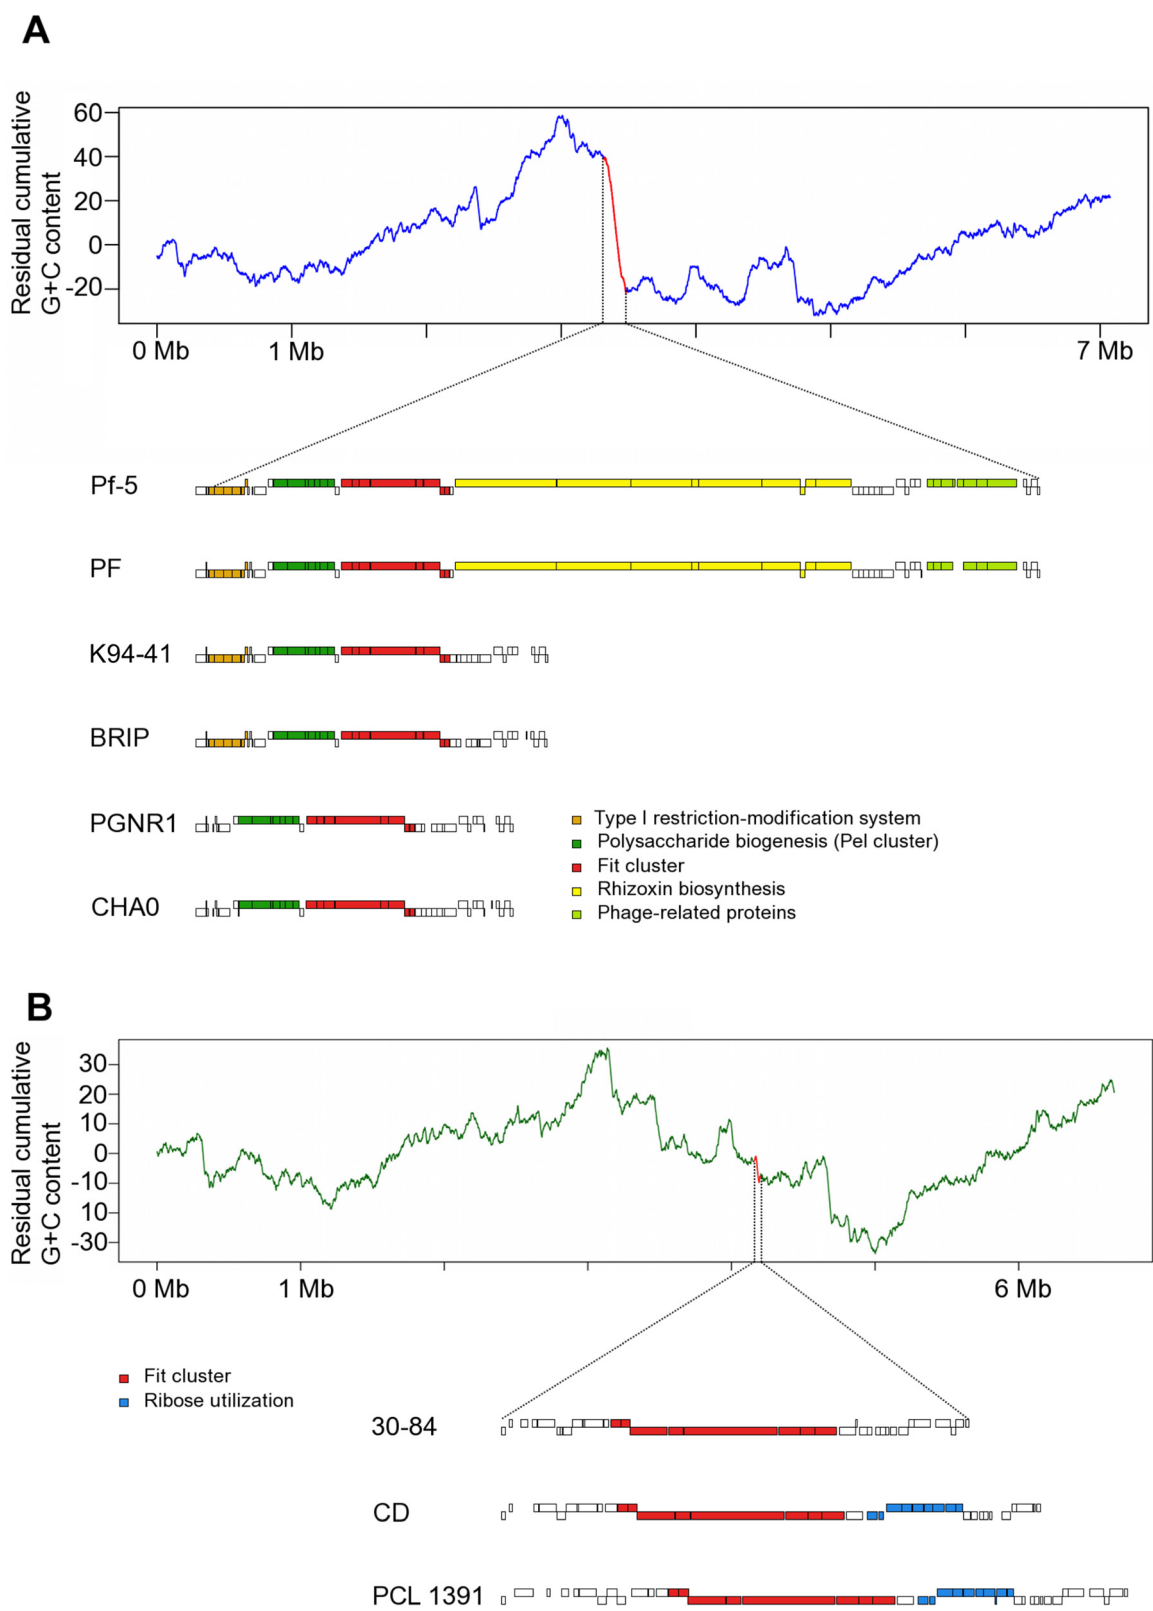 A
Residual cumulative
G+C content
60
40
20
0
-20
0 Mb
1 Mb
7 Mb
Pf-5
PF
K94-41
BRIP
PGNR1
CHA0
Type I restriction-modification system
Polysaccharide biogenesis (Pel cluster)
Fit cluster
Rhizoxin biosynthesis
Phage-related proteins
B
Residual cumulative
G+C content
30
20
10
0
-10
10
-30
0 Mb
1 Mb
6 Mb
Fit cluster
Ribose utilization
30-84
CD
PCL 1391